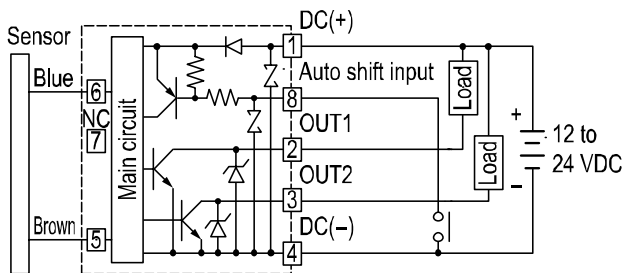 DC(+)
Sensor
1
Blue
Auto shift input
6
8
Load
NC
OUT1
7
Main circuit
Load
+
12 to
24 VDC
2
OUT2
−
3
Brown
DC(−)
5
4